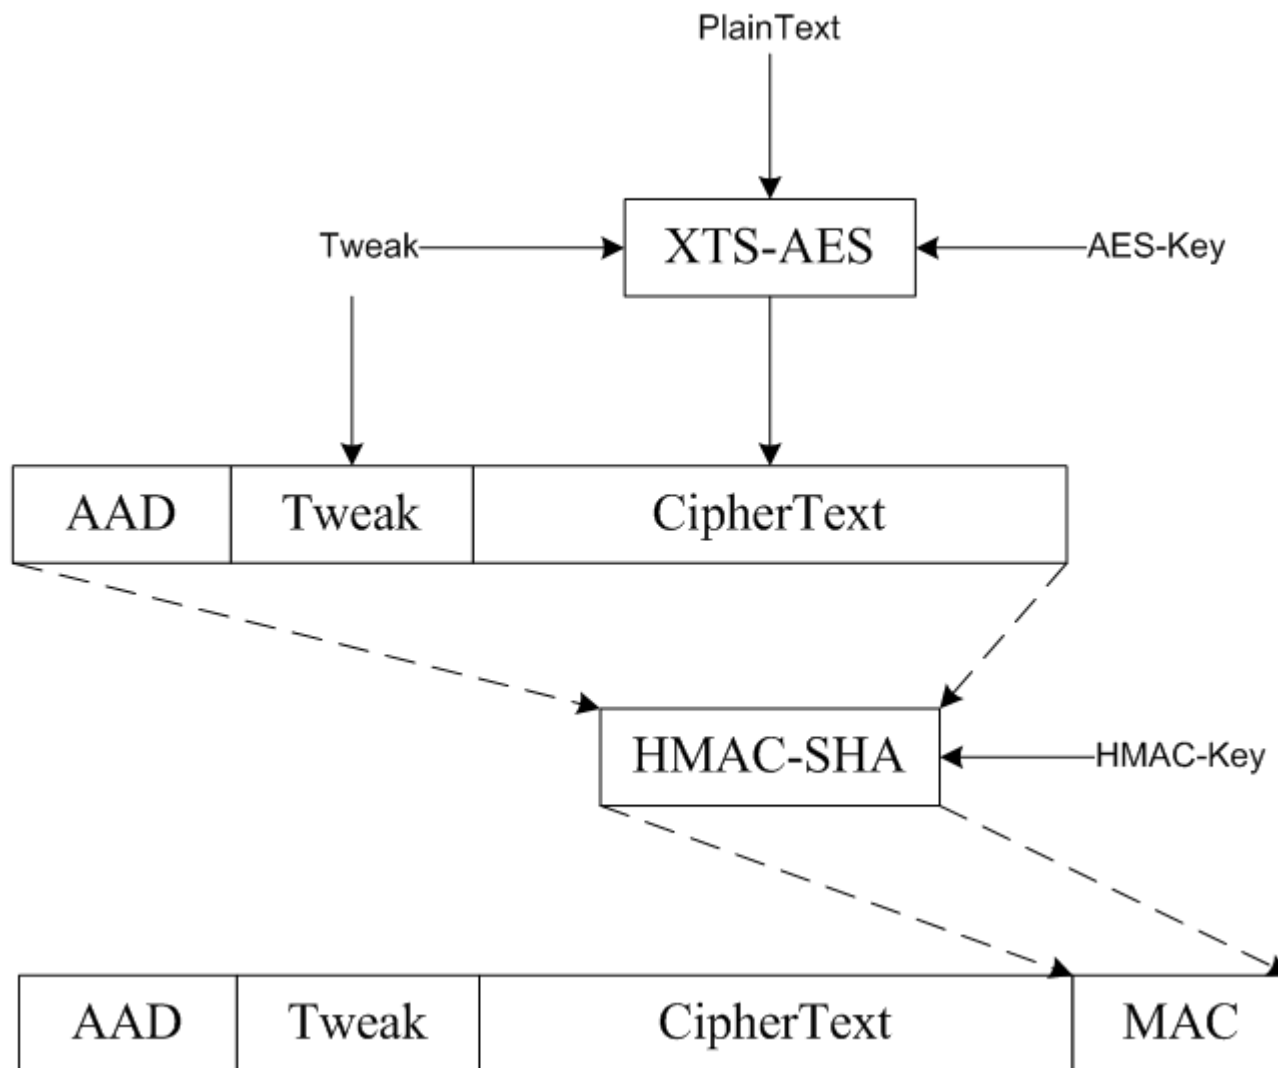 PlainText
Tweak XTS-AES AES-Key
AAD Tweak CipherText
HMAC-SHA HMAC-Key
AAD Tweak CipherText MAC